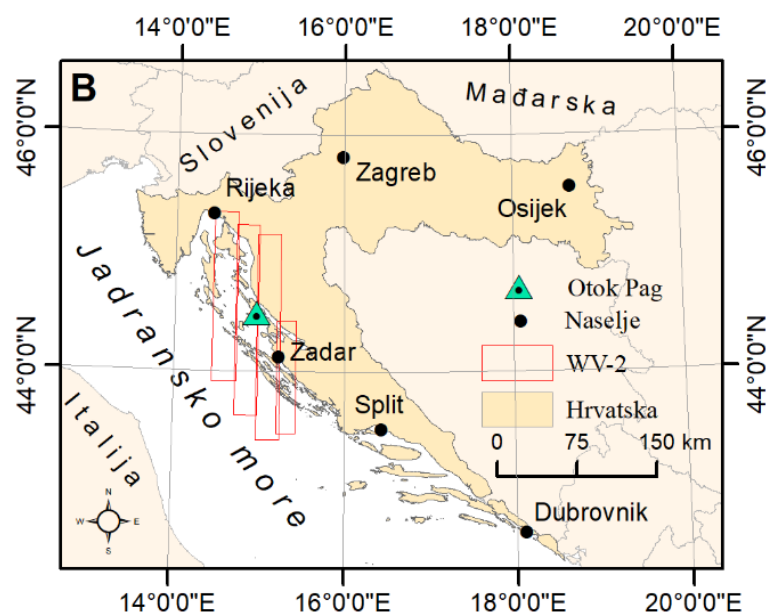 14°0'0"E 16°0'0"E 18°0'0"E 20°0'0"E
B
Mađarska
Slovenija
46°0'0"N
46°0'0"N
Zagreb
Rijeka
Osijek
Jadransko more
Otok Pag
Naselje
Zadar
WV-2
44°0'0"N
44°0'0"N
Split
Hrvatska
Italija
0 75 150 km
Dubrovnik
N
W E
S
14°0'0"E 16°0'0"E 18°0'0"E 20°0'0"E